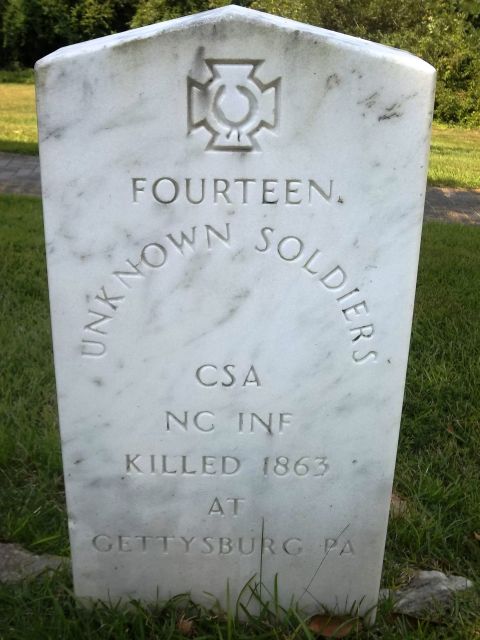 FOURTEEN
UNKNOWN SOLDIERS
CSA
NC INF
KILLED 1863
AT
GETTYSBURG PA